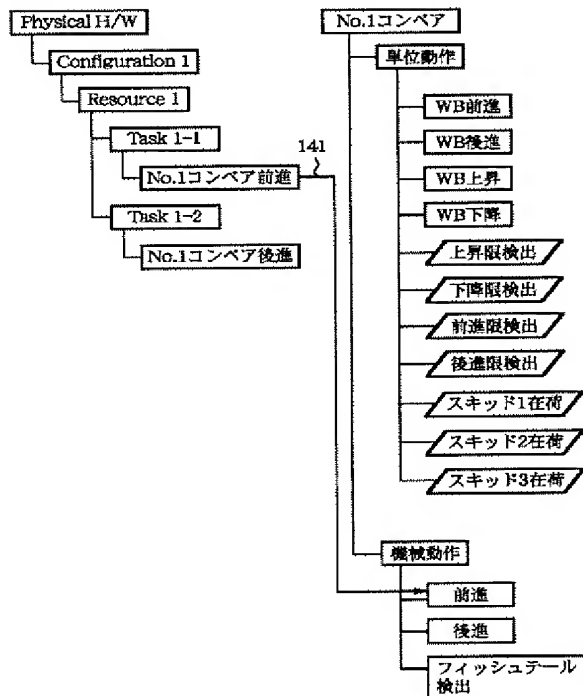 Physical H/W
Configuration 1
Resource 1
Task 1-1
No.1コンベア前進
Task 1-2
No.1コンベア後進
141
No.1コンベア
単位動作
WB前進
WB後進
WB上昇
WB下降
上昇限検出
下降限検出
前進限検出
後進限検出
スキッド1在荷
スキッド2在荷
スキッド3在荷
機械動作
前進
後進
フィッシュテール
検出